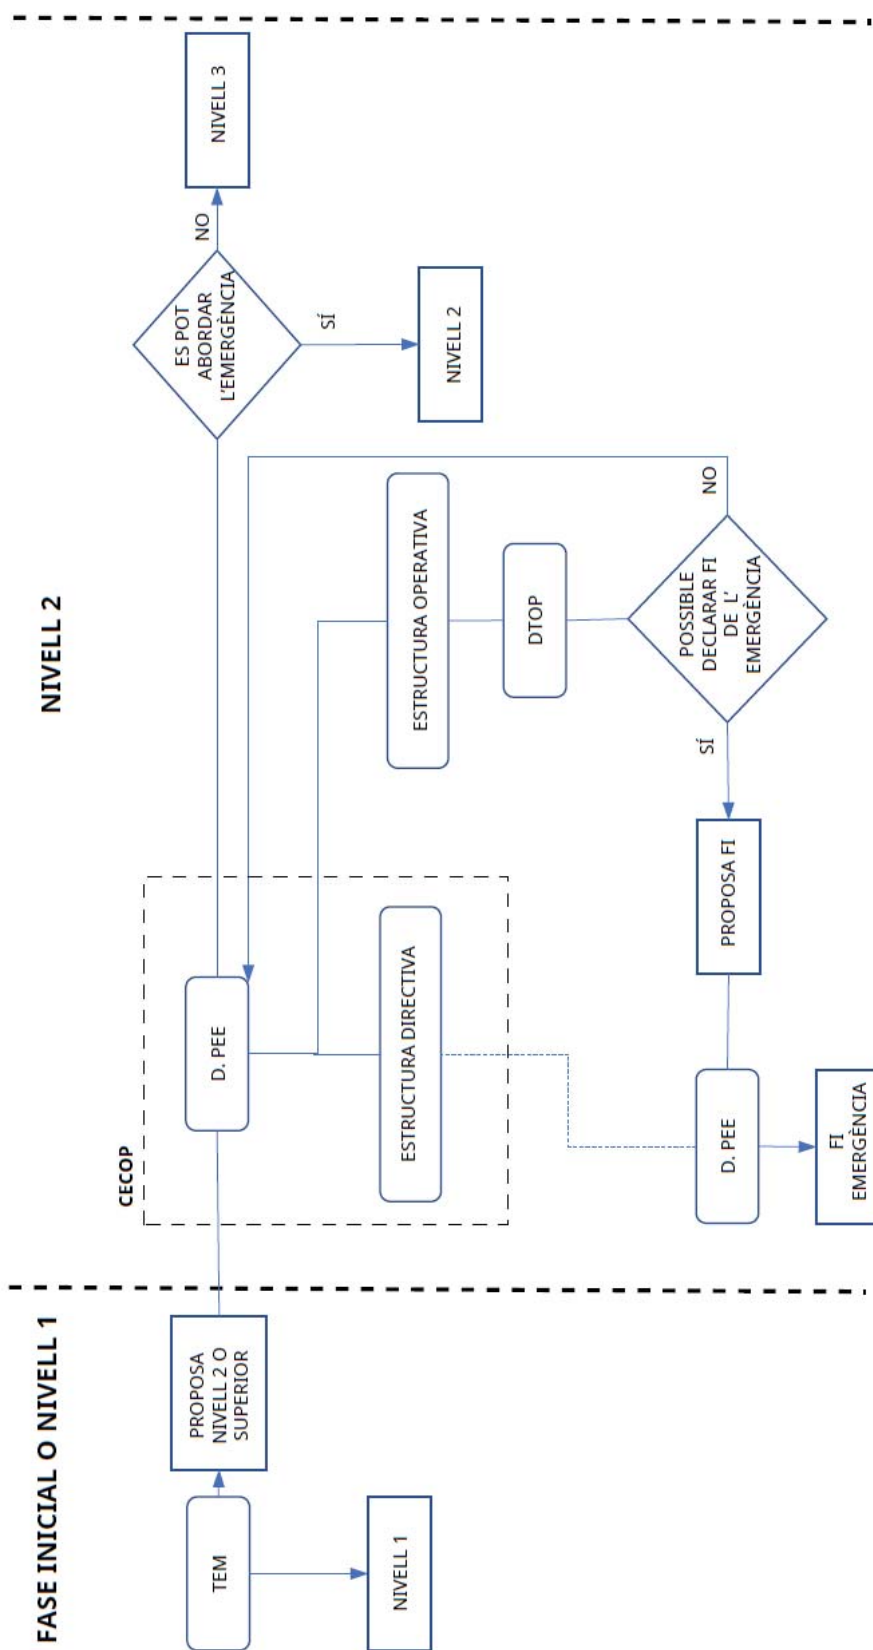 FASE INICIAL O NIVELL 1
NIVELL 2
TEM
PROPOSA
NIVELL 2 O
SUPERIOR
NIVELL 1
CECOP
D. PEE
ESTRUCTURA DIRECTIVA
ES POT
ABORDAR
L'EMERGÈNCIA
NO
NIVELL 3
SÍ
NIVELL 2
ESTRUCTURA OPERATIVA
DTOP
POSSIBLE
DECLARAR FI
DE L'
EMERGÈNCIA
NO
SÍ
PROPOSA FI
D. PEE
FI
EMERGÈNCIA